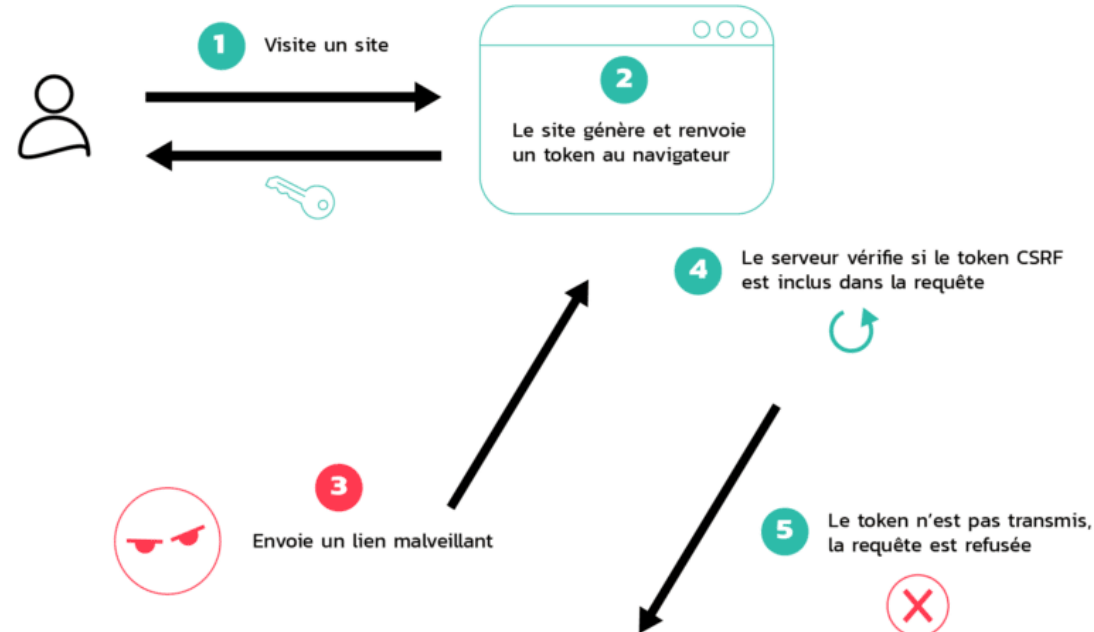 1
Visite un site
2
Le site génère et renvoie
un token au navigateur
4
Le serveur vérifie si le token CSRF
est inclus dans la requête
3
Envoie un lien malveillant
5
Le token n'est pas transmis,
la requête est refusée